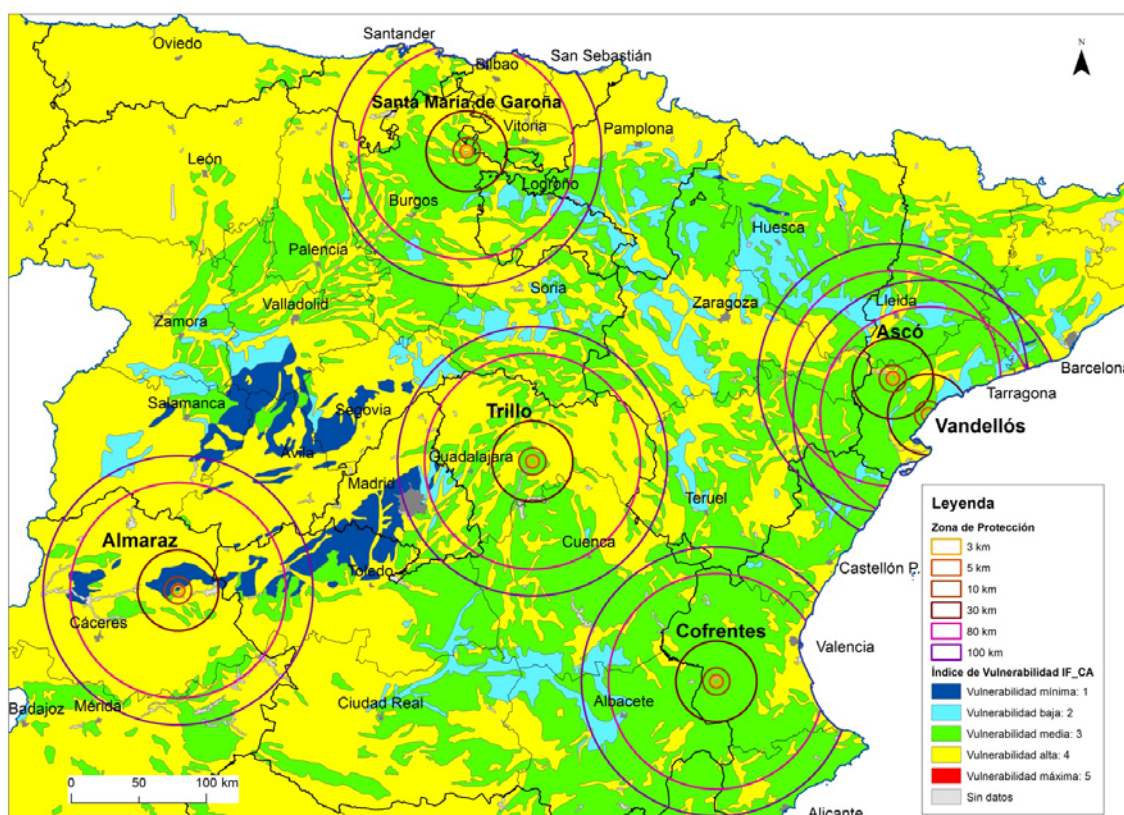 Santander
Oviedo
San Sebastián
Bilbao
N
Santa María de Garoña
Vitoria
Pamplona
León
Logroño
Burgos
Huesca
Palencia
Soria
Valladolid
Zaragoza
Lleida
Zamora
Ascó
Barcelona
Tarragona
Salamanca
Segovia
Trillo
Vandellós
Ávila
Guadalajara
Madrid
Teruel
Almaraz
Cuenca
Toledo
Castellón P.
Cáceres
Cofrentes
Valencia
Badajoz
Mérida
Ciudad Real
Albacete
Alicante
0 50 100 km
Leyenda
Zona de Protección
3 km
5 km
10 km
30 km
80 km
100 km
Índice de Vulnerabilidad IF_CA
Vulnerabilidad mínima: 1
Vulnerabilidad baja: 2
Vulnerabilidad media: 3
Vulnerabilidad alta: 4
Vulnerabilidad máxima: 5
Sin datos